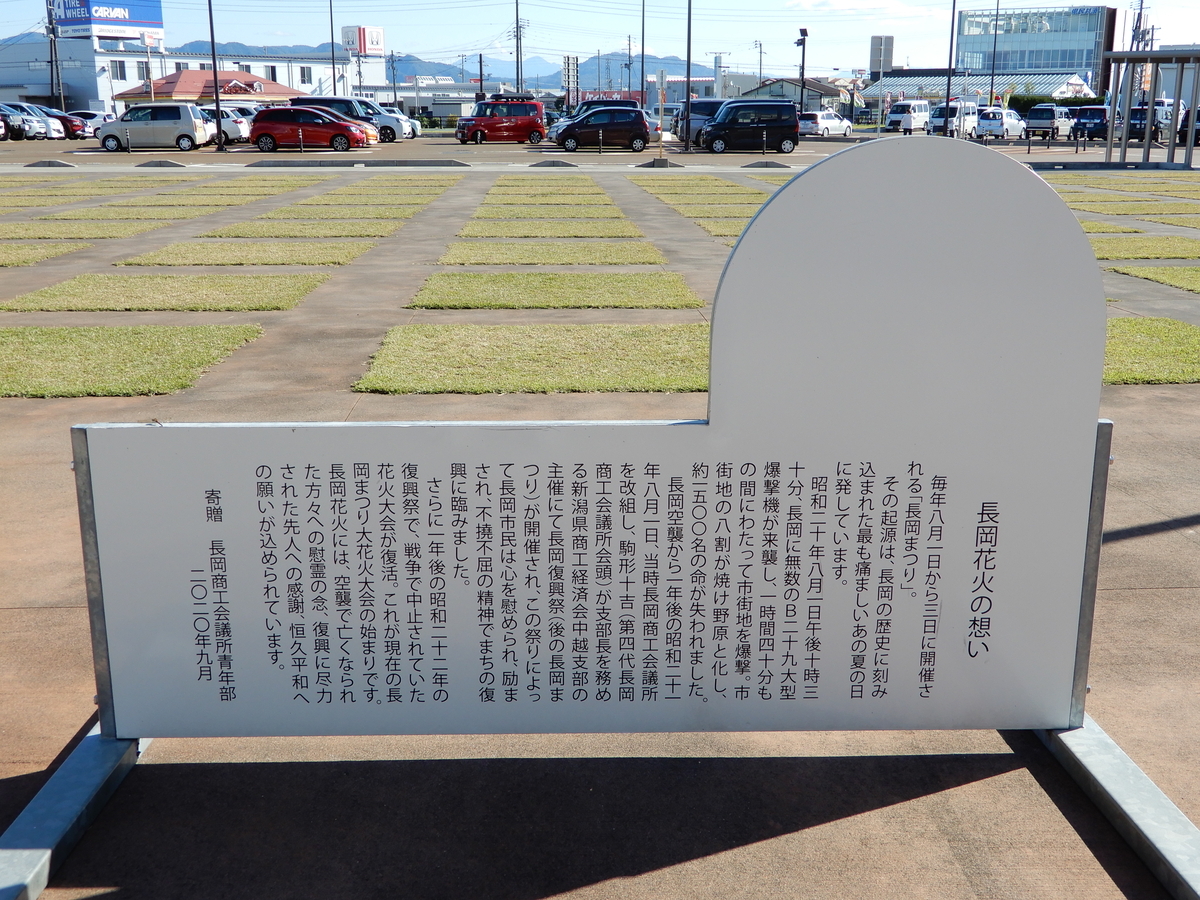 長岡花火の想い
毎年八月一日から三日に開催さ
れる「長岡まつり」。
その起源は、長岡の歴史に刻み
込まれた最も痛ましいあの夏の日
に発しています。
昭和二十年八月一日午後十時三
十分、長岡に無数のB二十九大型
爆撃機が来襲し、一時間四十分も
の間にわたって市街地を爆撃。市
街地の八割が焼け野原と化し、
約一五〇〇名の命が失われました。
長岡空襲から一年後の昭和二十一
年八月一日、当時長岡商工会議所
を改組し、駒形十吉(第四代長岡
商工会議所会頭)が支部長を務め
る新潟県商工経済会中越支部の
主催にて長岡復興祭(後の長岡ま
つり)が開催され、この祭りによっ
て長岡市民は心を慰められ、励ま
され、不撓不屈の精神でまちの復
興に臨みました。
さらに一年後の昭和二十二年の
復興祭で、戦争で中止されていた
花火大会が復活。これが現在の長
岡まつり大花火大会の始まりです。
長岡花火には、空襲で亡くなられ
た方々への慰霊の念、復興に尽力
された先人への感謝、恒久平和へ
の願いが込められています。
寄贈 長岡商工会議所青年部
二〇二〇年九月
TIRE
WHEEL
CARVAN
HONDA